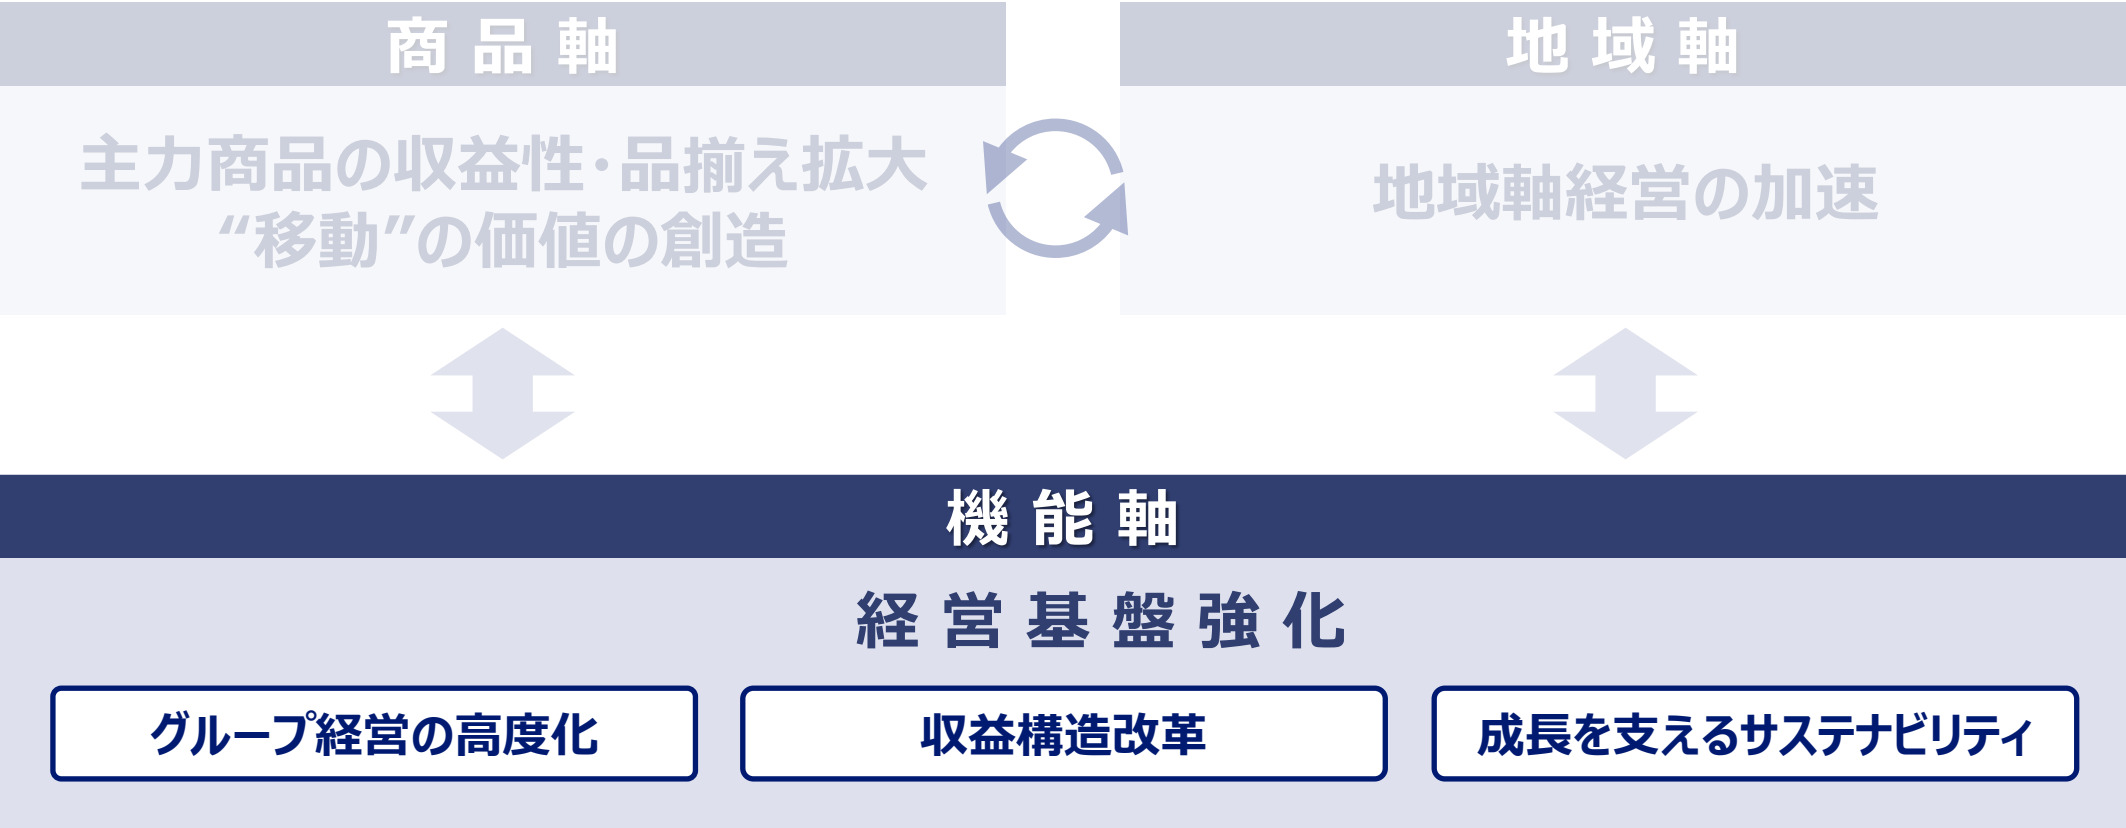 商品軸
地域軸
主力商品の収益性･品揃え拡大
“移動”の価値の創造
地域軸経営の加速
機能軸
経営基盤強化
グループ経営の高度化
収益構造改革
成長を支えるサステナビリティ